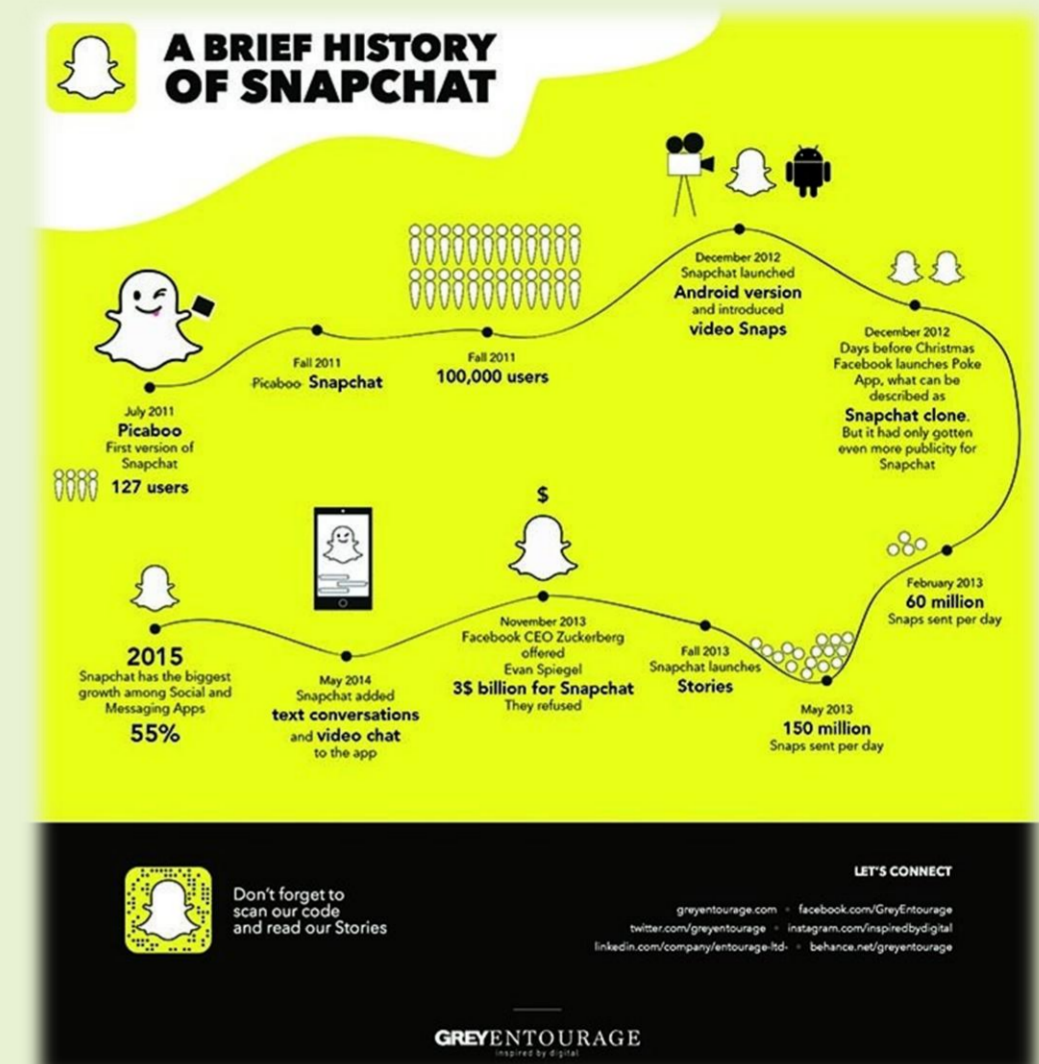 A BRIEF HISTORY
OF SNAPCHAT
July 2011
Picaboo
First version of
Snapchat
127 users
Fall 2011
Picaboo Snapchat
Fall 2011
100,000 users
December 2012
Snapchat launched
Android version
and introduced
video Snaps
December 2012
Days before Christmas
Facebook launches Poke
App, what can be
described as
Snapchat clone.
But it had only gotten
even more publicity for
Snapchat
February 2013
60 million
Snaps sent per day
May 2013
150 million
Snaps sent per day
Fall 2013
Snapchat launches
Stories
$
November 2013
Facebook CEO Zuckerberg
offered
Evan Spiegel
3$ billion for Snapchat
They refused
May 2014
Snapchat added
text conversations
and video chat
to the app
2015
Snapchat has the biggest
growth among Social and
Messaging Apps
55%
Don't forget to
scan our code
and read our Stories
LET'S CONNECT
greyentourage.com • facebook.com/GreyEntourage
twitter.com/greyentourage • instagram.com/inspiredbydigital
linkedin.com/company/entourage-ltd- • behance.net/greyentourage
GREYENTOURAGE
inspired by digital